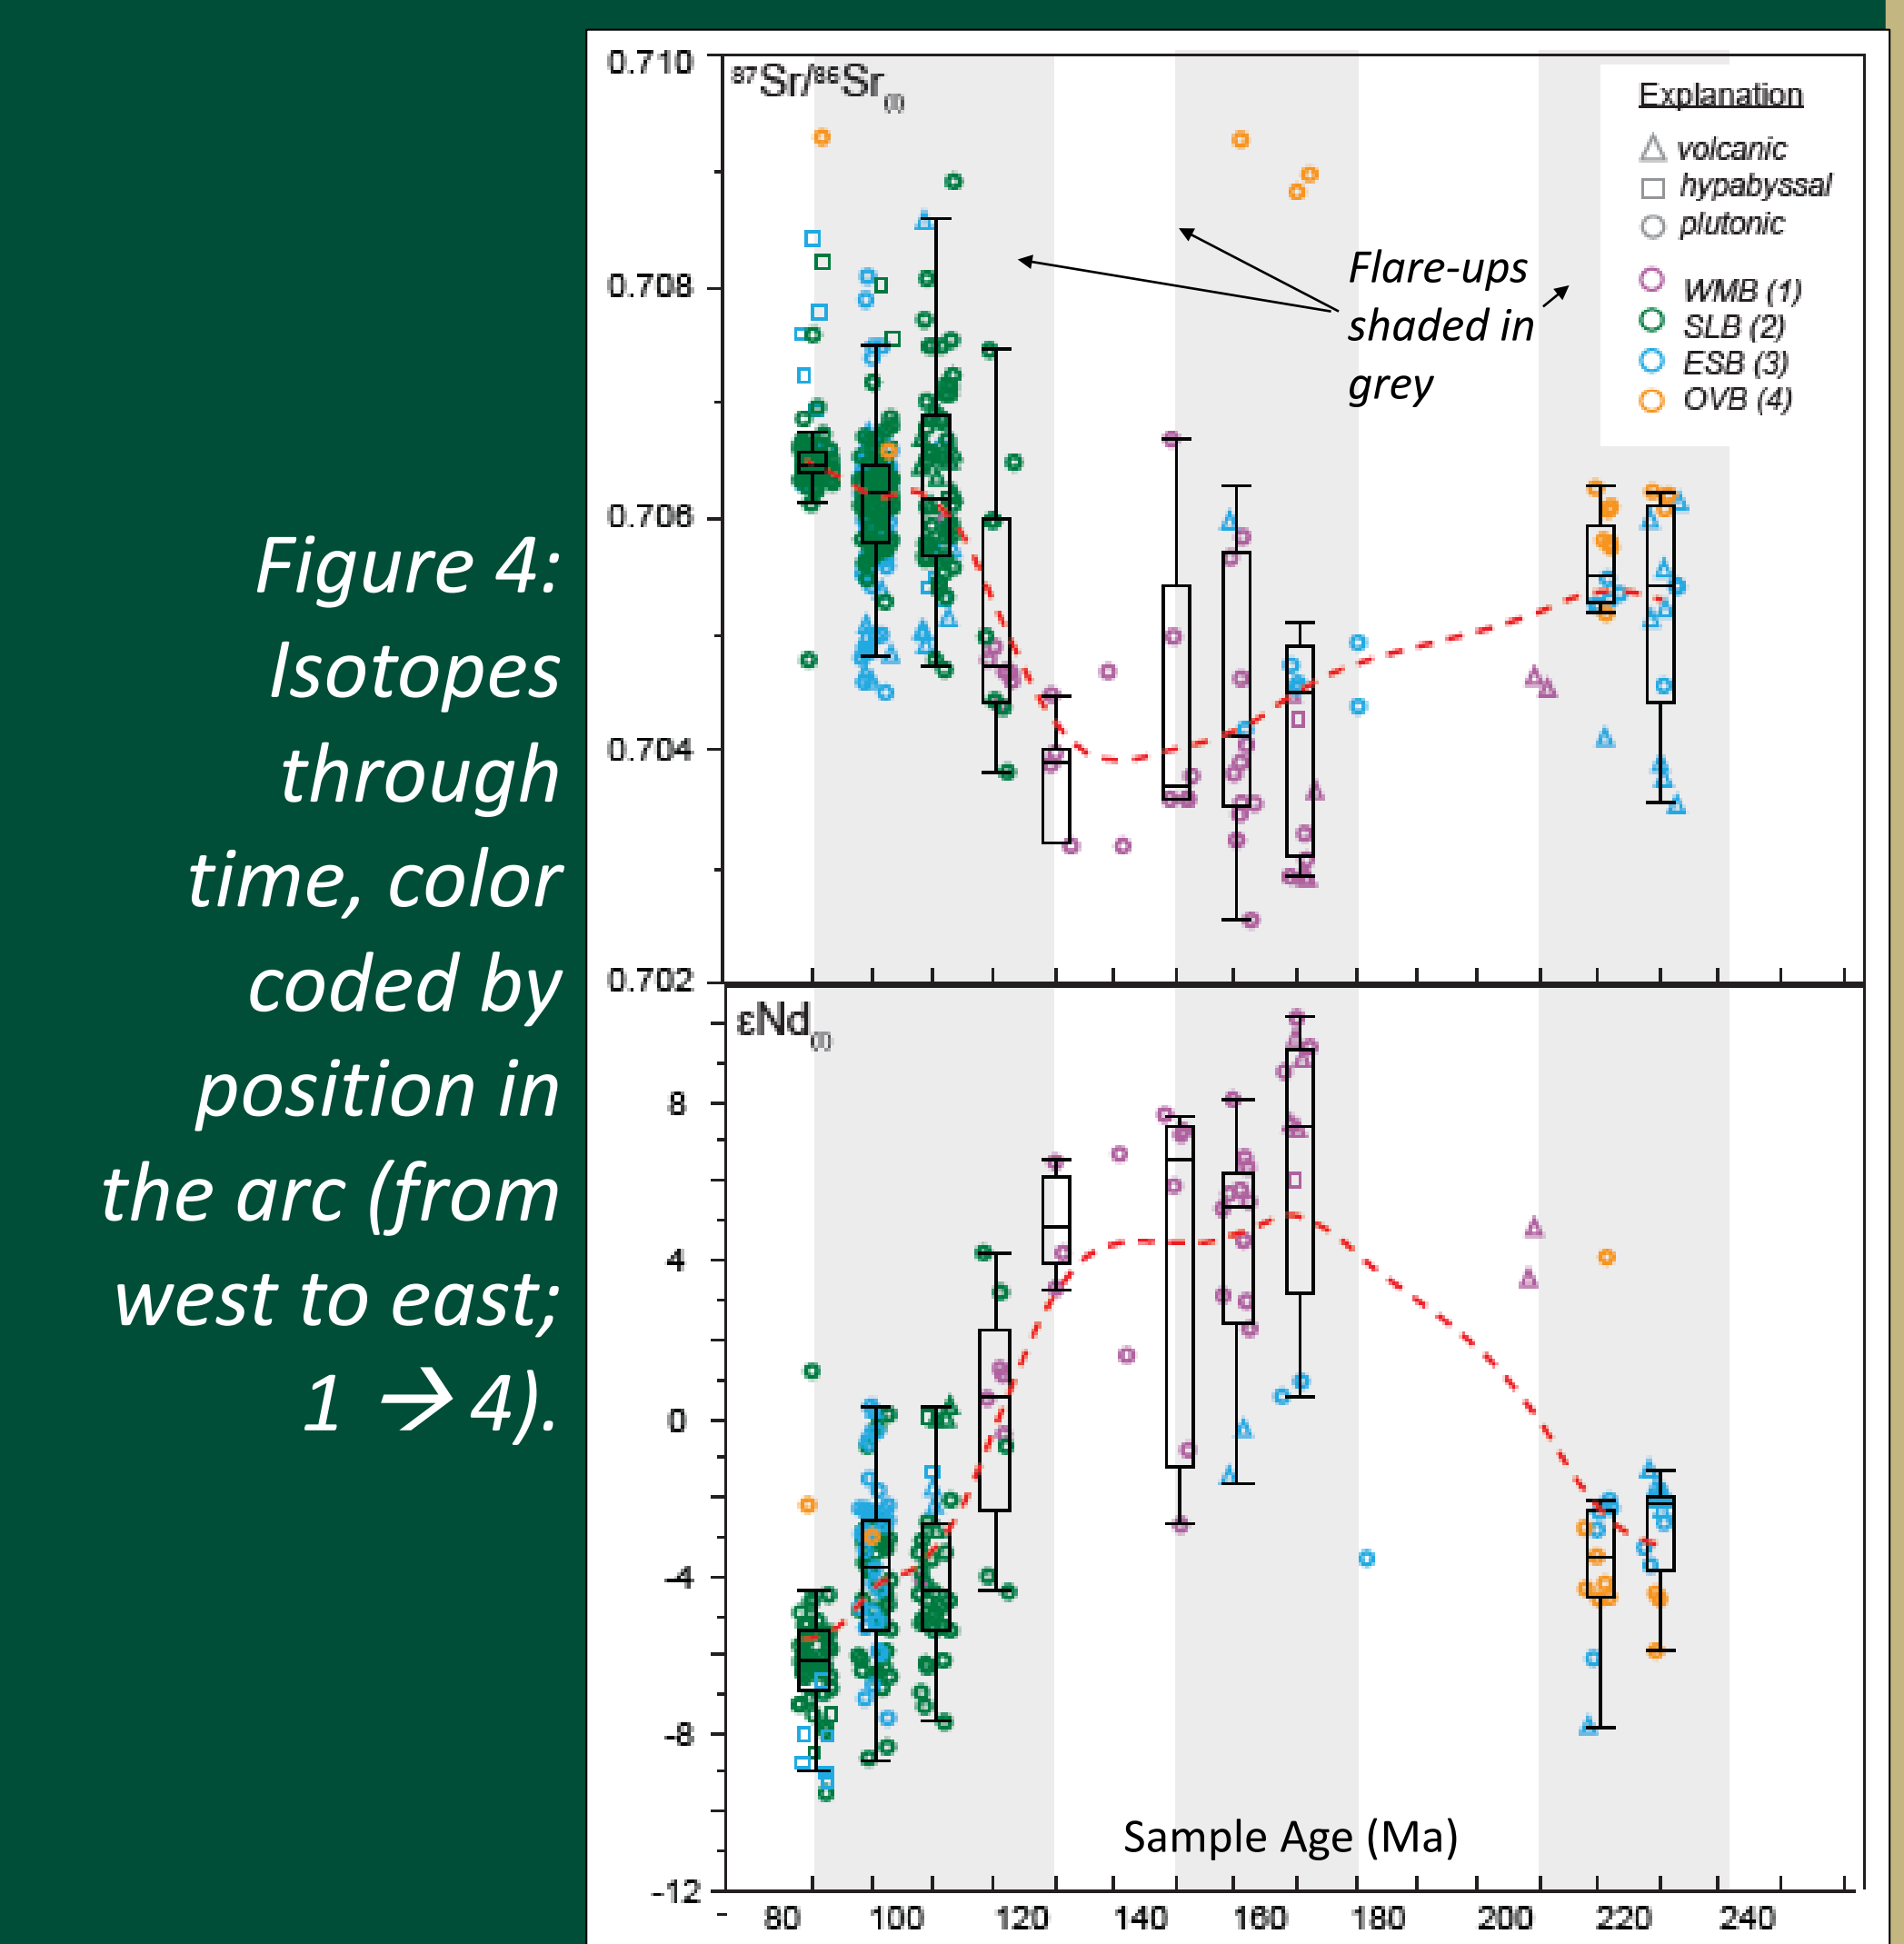 Figure 4:
Isotopes
through
time, color
coded by
position in
the arc (from
west to east;
1 → 4).
0.710
0.708
0.706
0.704
0.702
⁸⁷Sr/⁸⁶Sr(i)
Explanation
volcanic
hypabyssal
plutonic
WMB (1)
SLB (2)
ESB (3)
OVB (4)
Flare-ups
shaded in
grey
εNd(i)
8
4
0
-4
-8
-12
Sample Age (Ma)
80 100 120 140 160 180 200 220 240